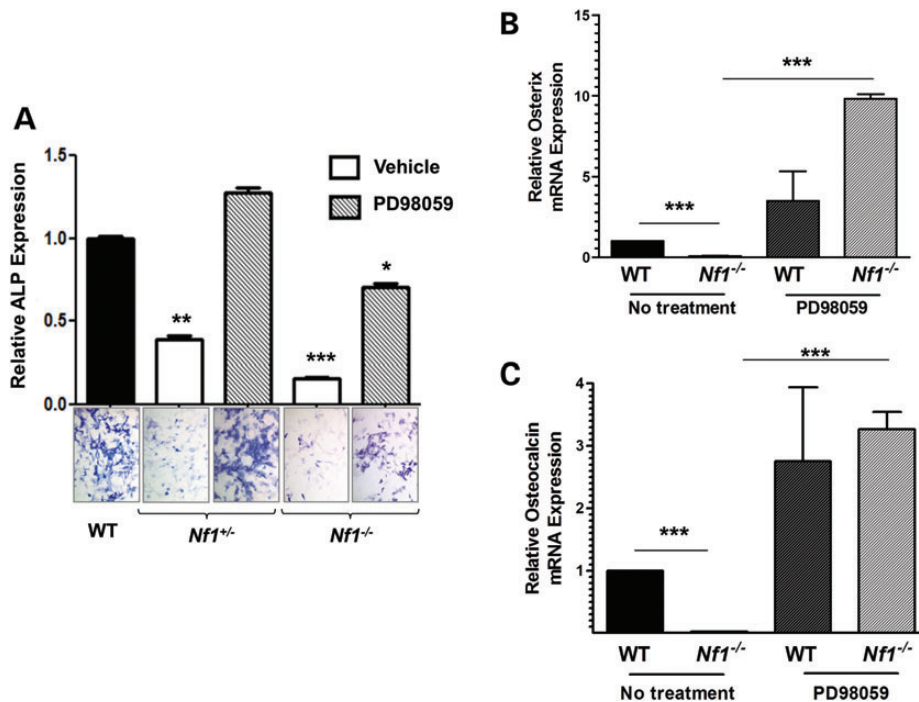 A
Relative ALP Expression
1.5
1.0
0.5
0.0
Vehicle
PD98059
**
***
*
WT
Nf1+/-
Nf1-/-
B
Relative Osterix
mRNA Expression
15
10
5
0
***
***
WT
Nf1-/-
WT
Nf1-/-
No treatment
PD98059
C
Relative Osteocalcin
mRNA Expression
4
3
2
1
***
***
WT
Nf1-/-
WT
Nf1-/-
No treatment
PD98059